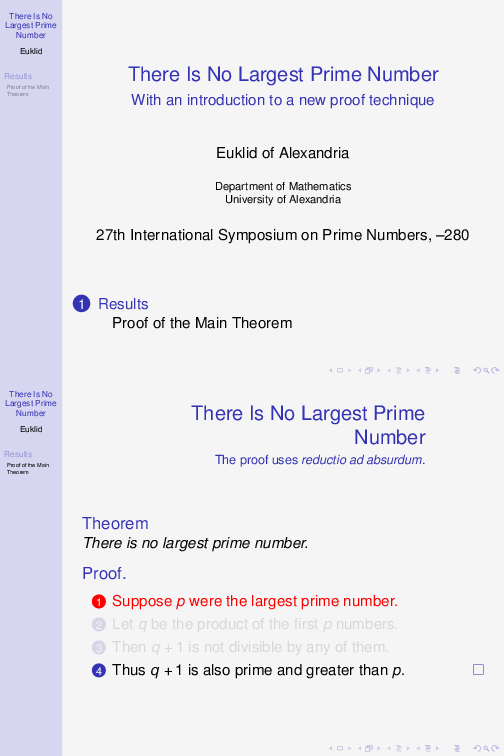 There Is No
Largest Prime
Number
Euklid
Results
Proof of the Main
Theorem
There Is No Largest Prime Number
With an introduction to a new proof technique
Euklid of Alexandria
Department of Mathematics
University of Alexandria
27th International Symposium on Prime Numbers, –280
1 Results
Proof of the Main Theorem
There Is No
Largest Prime
Number
Euklid
Results
Proof of the Main
Theorem
There Is No Largest Prime
Number
The proof uses reductio ad absurdum.
Theorem
There is no largest prime number.
Proof.
1 Suppose p were the largest prime number.
2 Let q be the product of the first p numbers.
3 Then q + 1 is not divisible by any of them.
4 Thus q + 1 is also prime and greater than p.